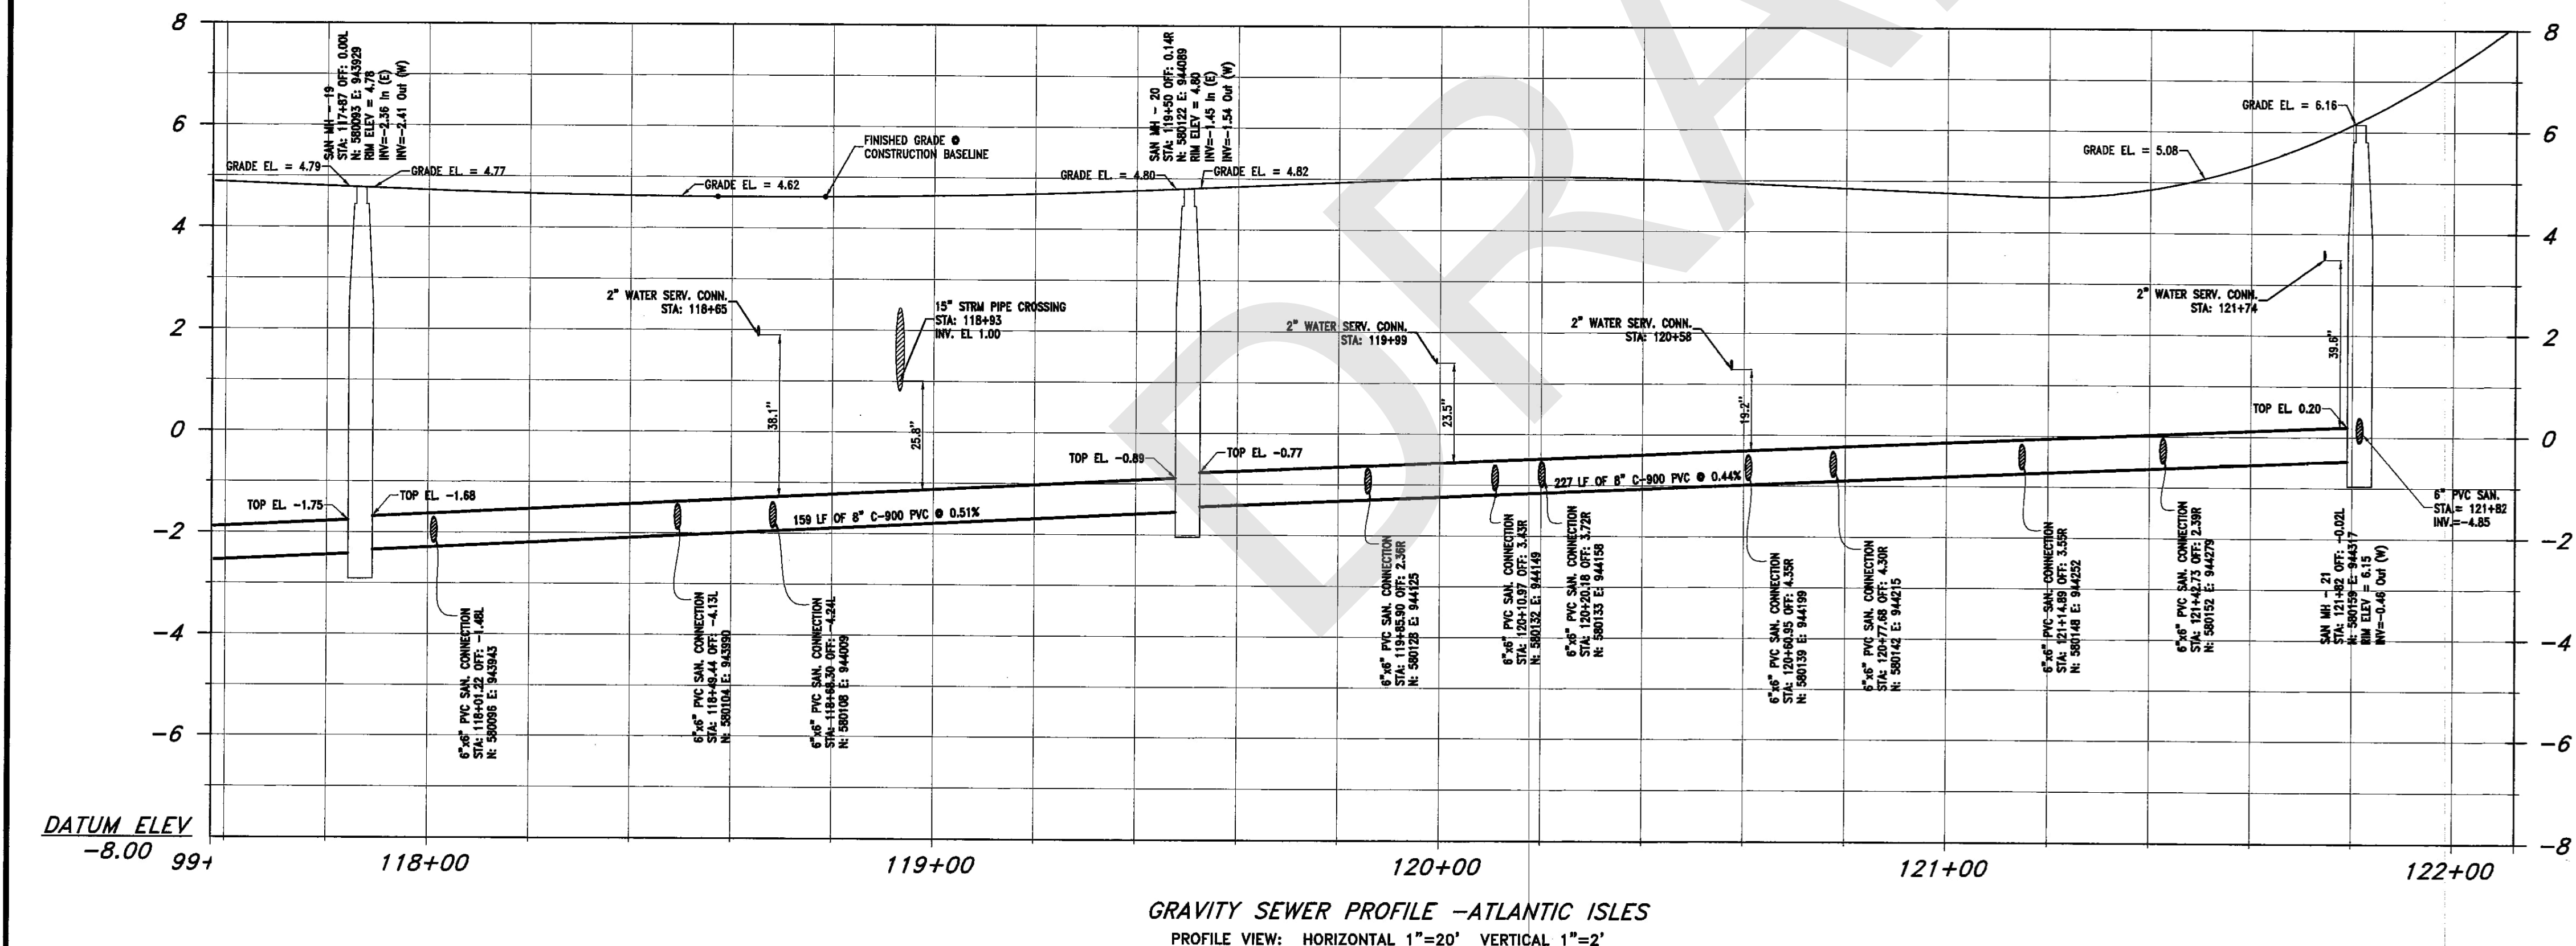 DRA
8
6
4
2
0
-2
-4
-6
8
6
4
2
0
-2
-4
-6
-8
SAN MH - 19
STA: 117+87 OFF: 0.00L
N: 580093 E: 943929
RIM ELEV = 4.78
INV=-2.36 In (E)
INV=-2.41 Out (W)
GRADE EL. = 4.79
GRADE EL. = 4.77
GRADE EL. = 4.62
FINISHED GRADE @
CONSTRUCTION BASELINE
SAN MH - 20
STA: 119+50 OFF: 0.14R
N: 580122 E: 944089
RIM ELEV = 4.80
INV=-1.45 In (E)
INV=-1.54 Out (W)
GRADE EL. = 4.80
GRADE EL. = 4.82
GRADE EL. = 6.16
GRADE EL. = 5.08
2" WATER SERV. CONN.
STA: 118+65
38.1"
15" STRM PIPE CROSSING
STA: 118+93
INV. EL 1.00
25.8"
2" WATER SERV. CONN.
STA: 119+99
23.5"
2" WATER SERV. CONN.
STA: 120+58
19.2"
2" WATER SERV. CONN.
STA: 121+74
39.6"
TOP EL. -1.75
TOP EL. -1.68
159 LF OF 8" C-900 PVC @ 0.51%
TOP EL. -0.89
TOP EL. -0.77
227 LF OF 8" C-900 PVC @ 0.44%
TOP EL. 0.20
6" PVC SAN.
STA.= 121+82
INV.=-4.85
6"x6" PVC SAN. CONNECTION
STA: 118+01.22 OFF: -1.48L
N: 580096 E: 943943
6"x6" PVC SAN. CONNECTION
STA: 118+49.44 OFF: -4.13L
N: 580104 E: 943990
6"x6" PVC SAN. CONNECTION
STA: 118+68.30 OFF: -4.24L
N: 580108 E: 944009
6"x6" PVC SAN. CONNECTION
STA: 119+85.90 OFF: 2.36R
N: 580128 E: 944125
6"x6" PVC SAN. CONNECTION
STA: 120+10.97 OFF: 3.43R
N: 580132 E: 944149
6"x6" PVC SAN. CONNECTION
STA: 120+20.18 OFF: 3.72R
N: 580133 E: 944158
6"x6" PVC SAN. CONNECTION
STA: 120+60.95 OFF: 4.35R
N: 580139 E: 944199
6"x6" PVC SAN. CONNECTION
STA: 120+77.68 OFF: 4.30R
N: 580142 E: 944215
6"x6" PVC SAN. CONNECTION
STA: 121+14.89 OFF: 3.55R
N: 580148 E: 944252
6"x6" PVC SAN. CONNECTION
STA: 121+42.73 OFF: 2.39R
N: 580152 E: 944279
SAN MH - 21
STA: 121+82 OFF: -0.02L
N: 580159 E: 944317
RIM ELEV = 6.15
INV=-0.46 Out (W)
DATUM ELEV
-8.00
99+
118+00
119+00
120+00
121+00
122+00
GRAVITY SEWER PROFILE -ATLANTIC ISLES
PROFILE VIEW: HORIZONTAL 1"=20' VERTICAL 1"=2'